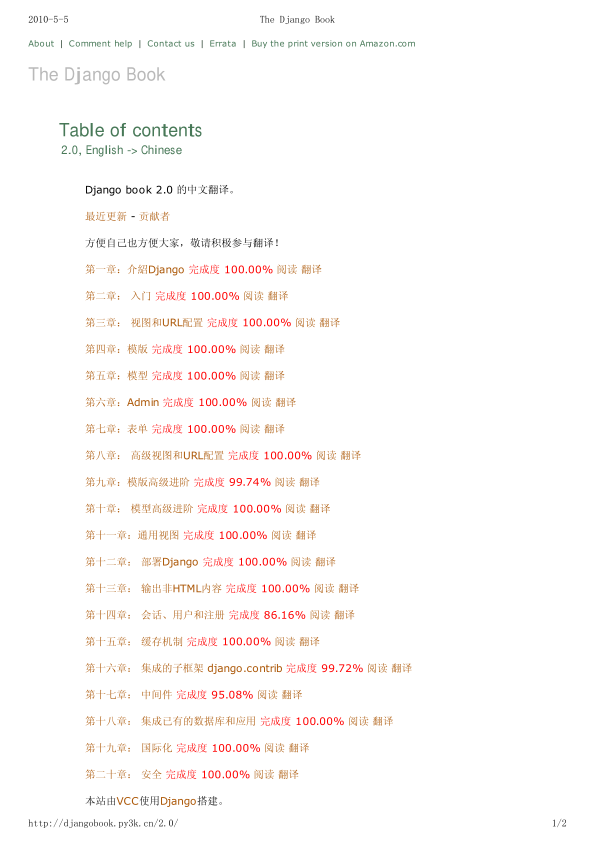 2010-5-5 The Django Book
About | Comment help | Contact us | Errata | Buy the print version on Amazon.com
The Django Book
Table of contents
2.0, English -> Chinese
Django book 2.0 的中文翻译。
最近更新 - 贡献者
方便自己也方便大家，敬请积极参与翻译！
第一章：介绍Django 完成度 100.00% 阅读 翻译
第二章： 入门 完成度 100.00% 阅读 翻译
第三章： 视图和URL配置 完成度 100.00% 阅读 翻译
第四章：模版 完成度 100.00% 阅读 翻译
第五章：模型 完成度 100.00% 阅读 翻译
第六章：Admin 完成度 100.00% 阅读 翻译
第七章：表单 完成度 100.00% 阅读 翻译
第八章： 高级视图和URL配置 完成度 100.00% 阅读 翻译
第九章：模版高级进阶 完成度 99.74% 阅读 翻译
第十章： 模型高级进阶 完成度 100.00% 阅读 翻译
第十一章：通用视图 完成度 100.00% 阅读 翻译
第十二章： 部署Django 完成度 100.00% 阅读 翻译
第十三章： 输出非HTML内容 完成度 100.00% 阅读 翻译
第十四章： 会话、用户和注册 完成度 86.16% 阅读 翻译
第十五章： 缓存机制 完成度 100.00% 阅读 翻译
第十六章： 集成的子框架 django.contrib 完成度 99.72% 阅读 翻译
第十七章： 中间件 完成度 95.08% 阅读 翻译
第十八章： 集成已有的数据库和应用 完成度 100.00% 阅读 翻译
第十九章： 国际化 完成度 100.00% 阅读 翻译
第二十章： 安全 完成度 100.00% 阅读 翻译
本站由VCC使用Django搭建。
http://djangobook.py3k.cn/2.0/ 1/2